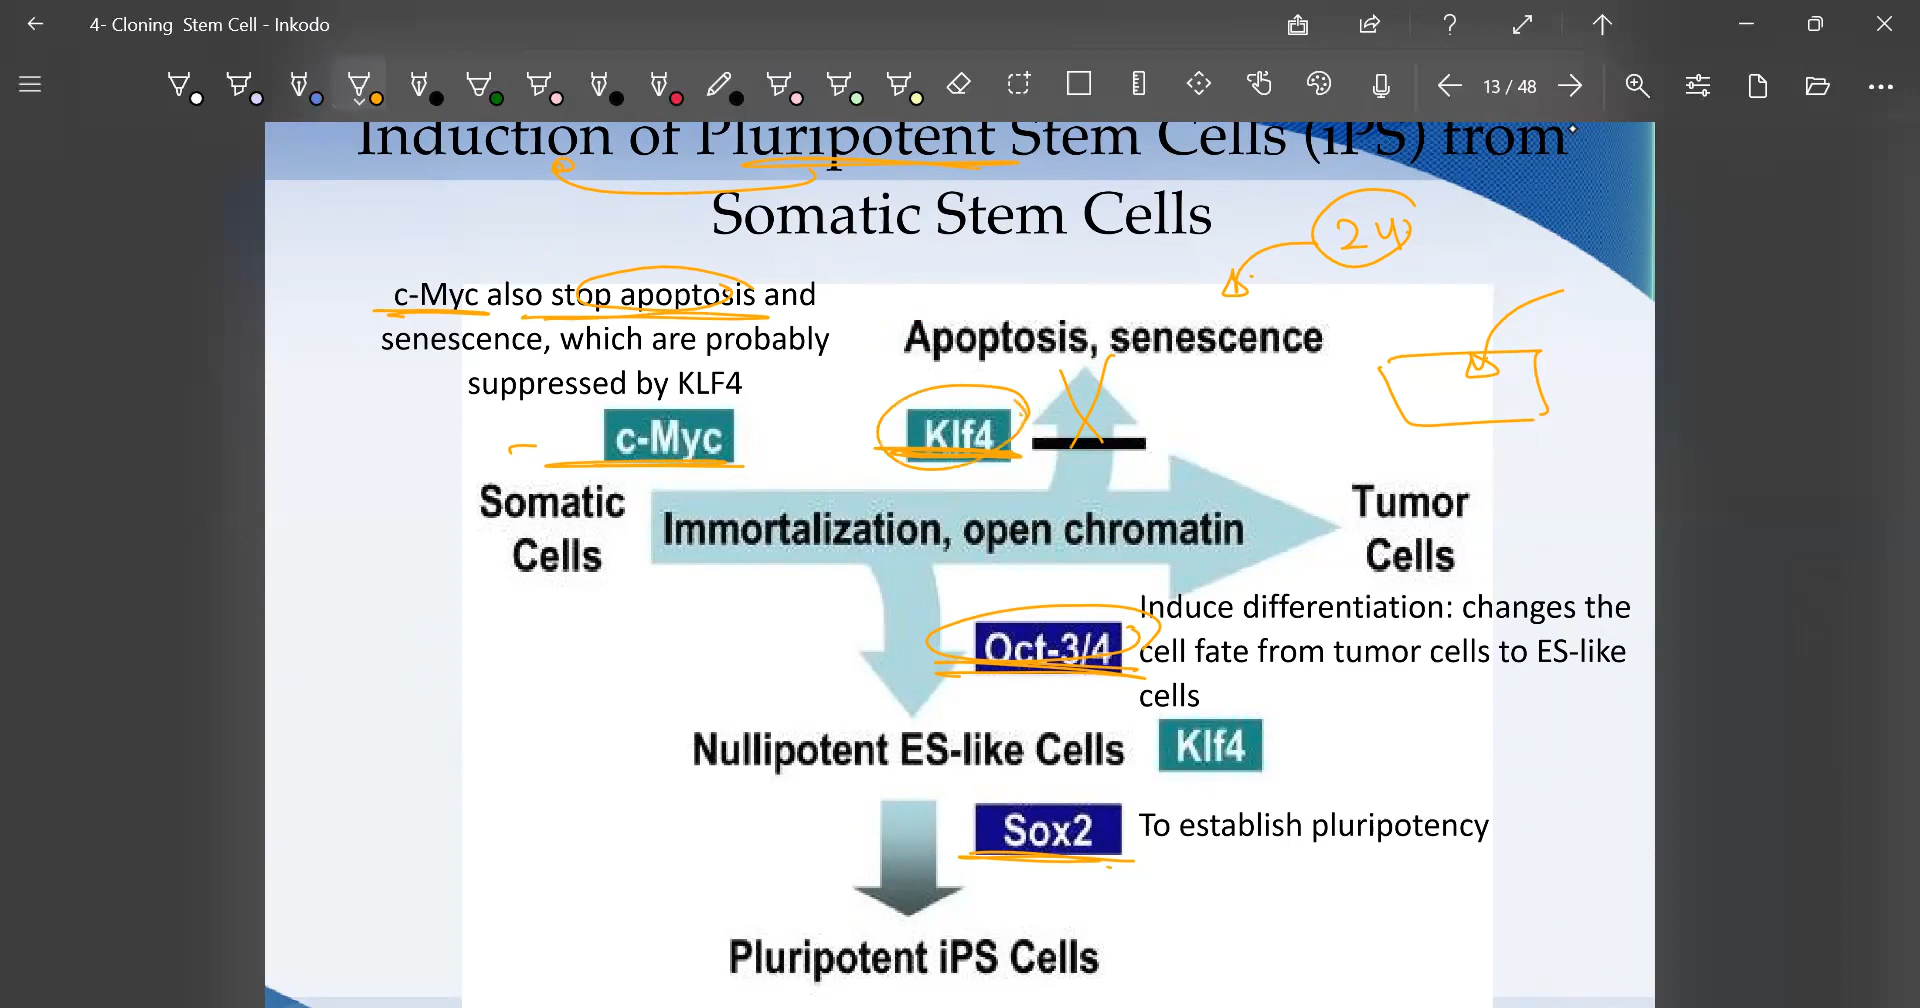 4- Cloning  Stem Cell - Inkodo
13 / 48
Induction of Pluripotent Stem Cells (iPS) from
Somatic Stem Cells
24
c-Myc also stop apoptosis and
senescence, which are probably
suppressed by KLF4
Apoptosis, senescence
c-Myc
Klf4
Somatic
Cells
Immortalization, open chromatin
Tumor
Cells
Oct-3/4
Induce differentiation: changes the
cell fate from tumor cells to ES-like
cells
Nullipotent ES-like Cells
Klf4
Sox2
To establish pluripotency
Pluripotent iPS Cells